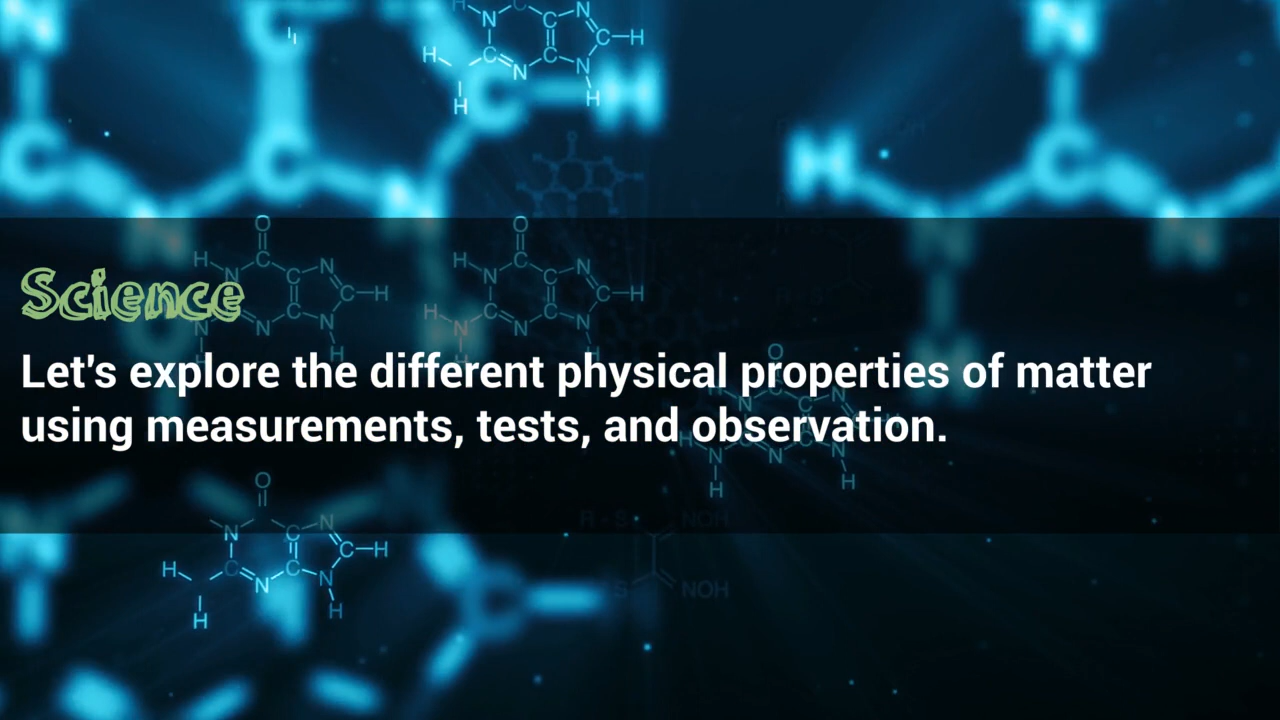 Science
Let's explore the different physical properties of matter
using measurements, tests, and observation.